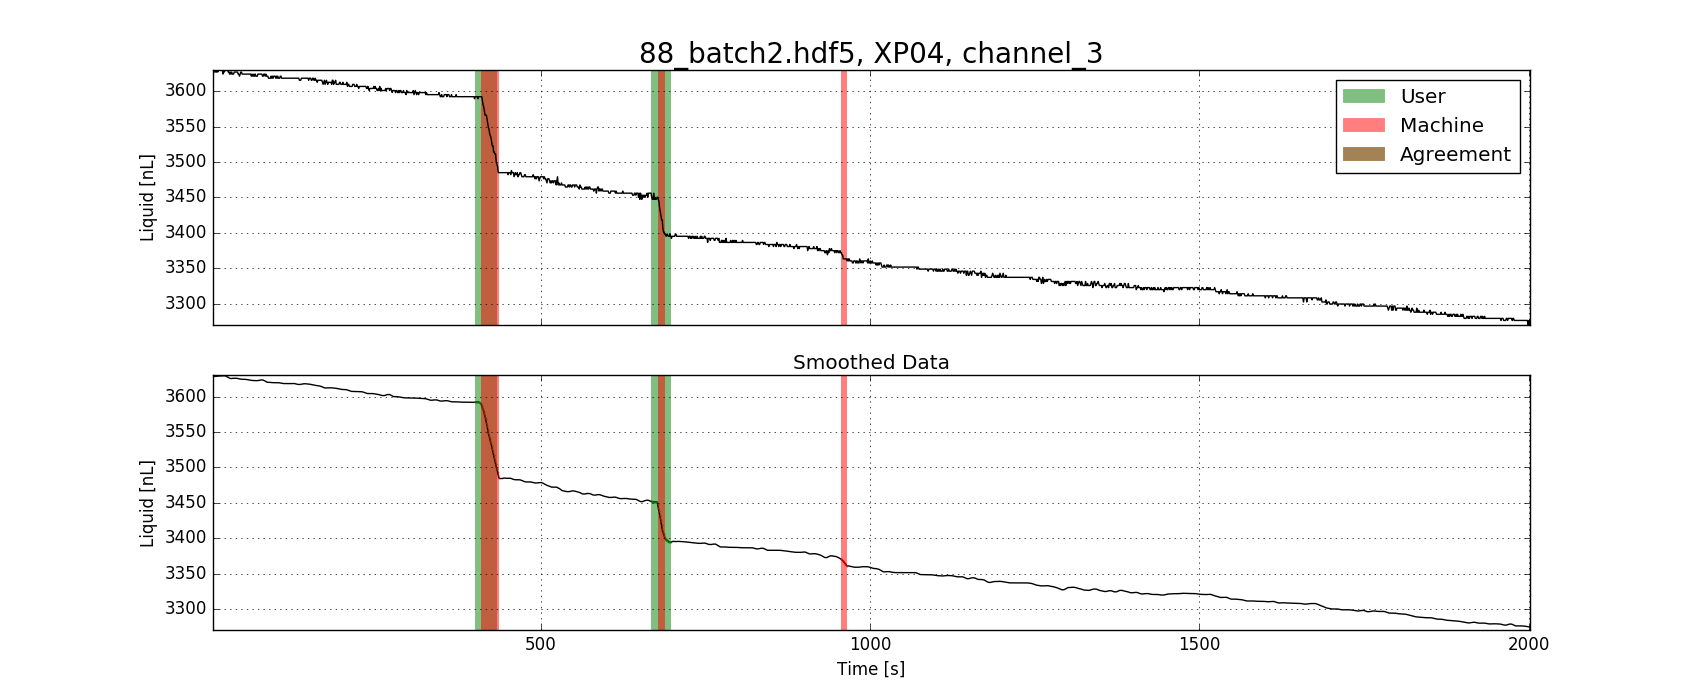 88_batch2.hdf5, XP04, channel_3
3600
3550
3500
3450
3400
3350
3300
Liquid [nL]
User
Machine
Agreement
Smoothed Data
3600
3550
3500
3450
3400
3350
3300
Liquid [nL]
500
1000
1500
2000
Time [s]